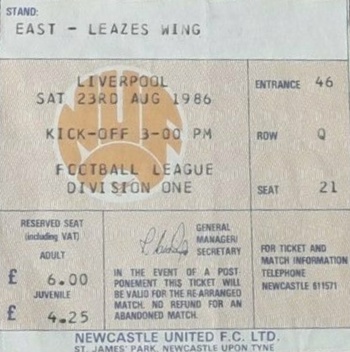 STAND:
EAST - LEAZES WING
LIVERPOOL
SAT 23RD AUG 1986
KICK-OFF 3-00 PM
FOOTBALL LEAGUE
DIVISION ONE
NUFC
ENTRANCE 46
ROW Q
SEAT 21
RESERVED SEAT
(including VAT)
ADULT
£ 6.00
JUVENILE
£ 4.25
GENERAL
MANAGER/
SECRETARY
IN THE EVENT OF A POST-
PONEMENT THIS TICKET WILL
BE VALID FOR THE RE-ARRANGED
MATCH. NO REFUND FOR AN
ABANDONED MATCH.
FOR TICKET AND
MATCH INFORMATION
TELEPHONE
NEWCASTLE 611571
NEWCASTLE UNITED F.C. LTD.
ST. JAMES' PARK, NEWCASTLE UPON TYNE